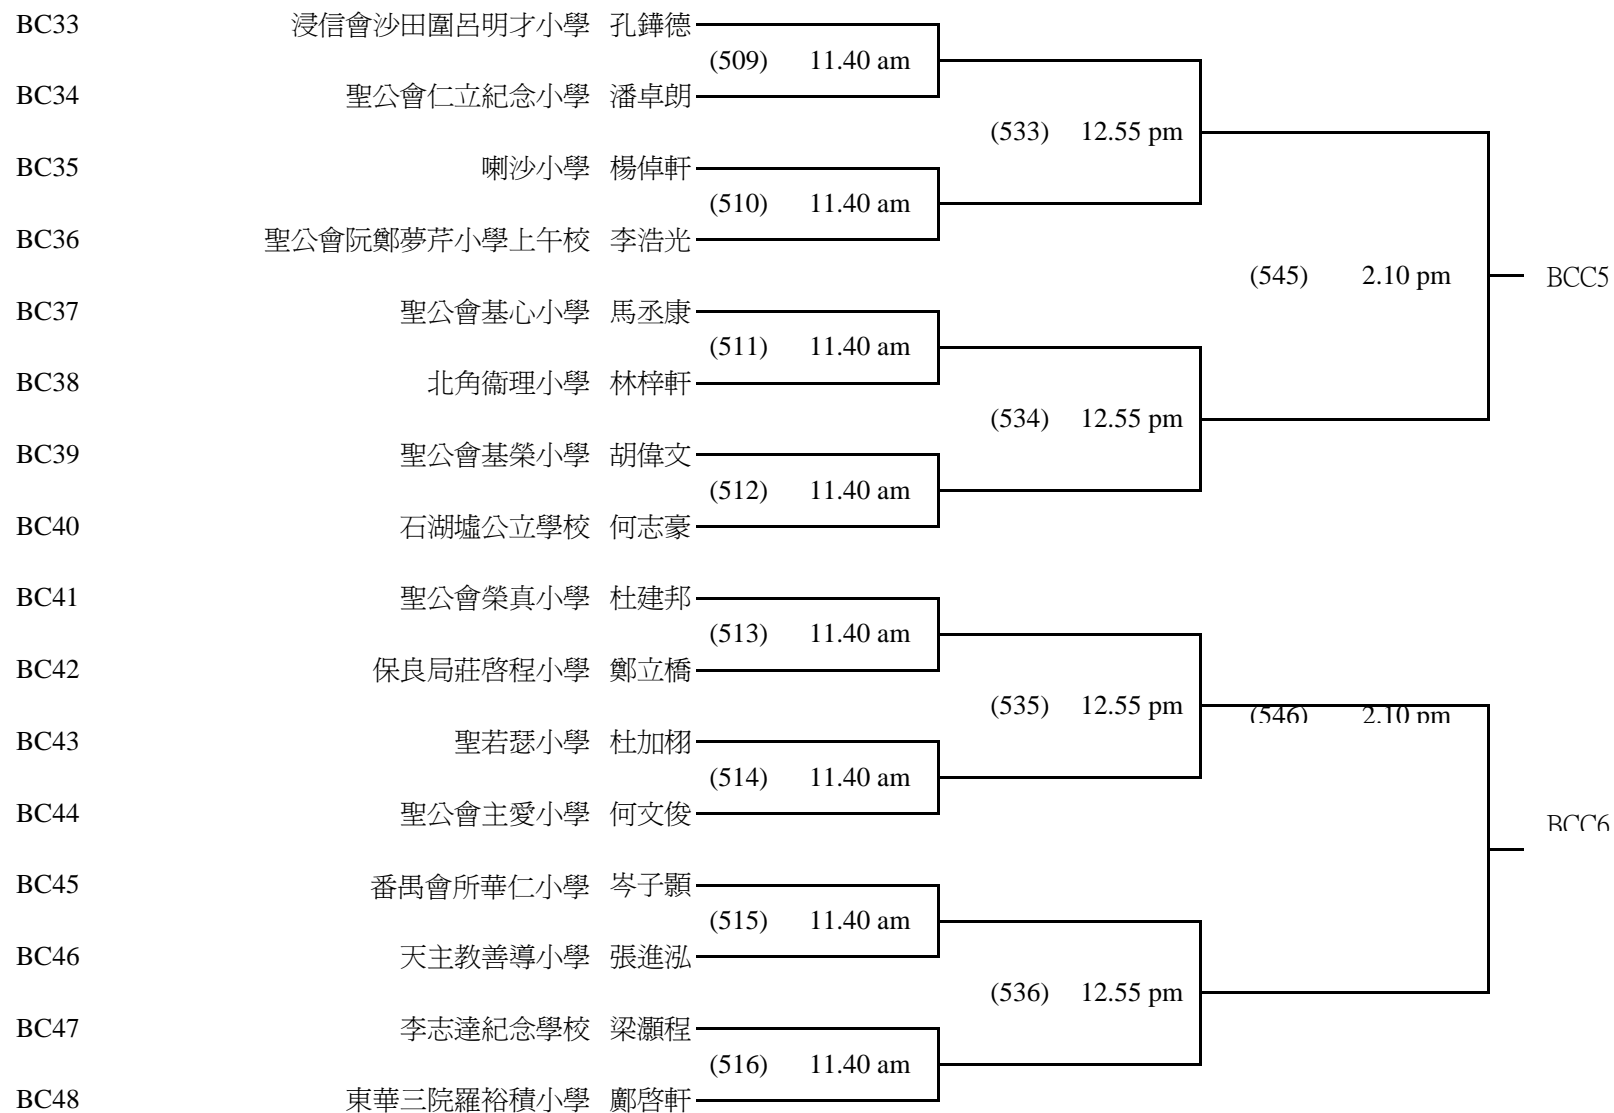 BC33 浸信會沙田圍呂明才小學 孔鏵德
(509) 11.40 am
BC34 聖公會仁立紀念小學 潘卓朗
(533) 12.55 pm
BC35 喇沙小學 楊倬軒
(510) 11.40 am
BC36 聖公會阮鄭夢芹小學上午校 李浩光
(545) 2.10 pm BCC5
BC37 聖公會基心小學 馬丞康
(511) 11.40 am
BC38 北角衞理小學 林梓軒
(534) 12.55 pm
BC39 聖公會基榮小學 胡偉文
(512) 11.40 am
BC40 石湖墟公立學校 何志豪
BC41 聖公會榮真小學 杜建邦
(513) 11.40 am
BC42 保良局莊啓程小學 鄭立橋
(535) 12.55 pm (546) 2.10 pm
BC43 聖若瑟小學 杜加栩
(514) 11.40 am
BC44 聖公會主愛小學 何文俊 BCC6
BC45 番禺會所華仁小學 岑子顥
(515) 11.40 am
BC46 天主教善導小學 張進泓
(536) 12.55 pm
BC47 李志達紀念學校 梁灝程
(516) 11.40 am
BC48 東華三院羅裕積小學 鄺啓軒